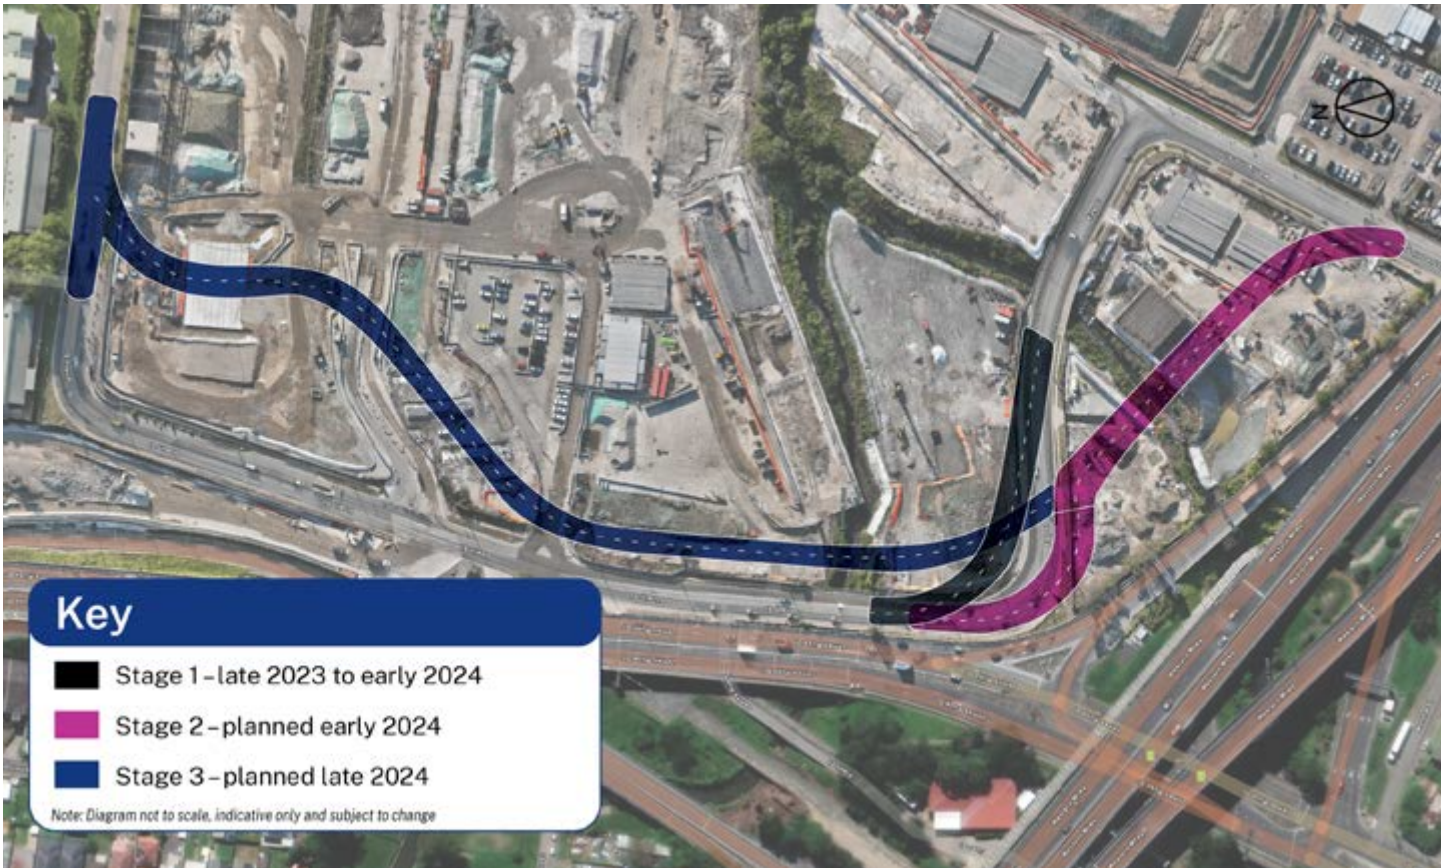 N
Key
Stage 1 – late 2023 to early 2024
Stage 2 – planned early 2024
Stage 3 – planned late 2024
Note: Diagram not to scale, indicative only and subject to change